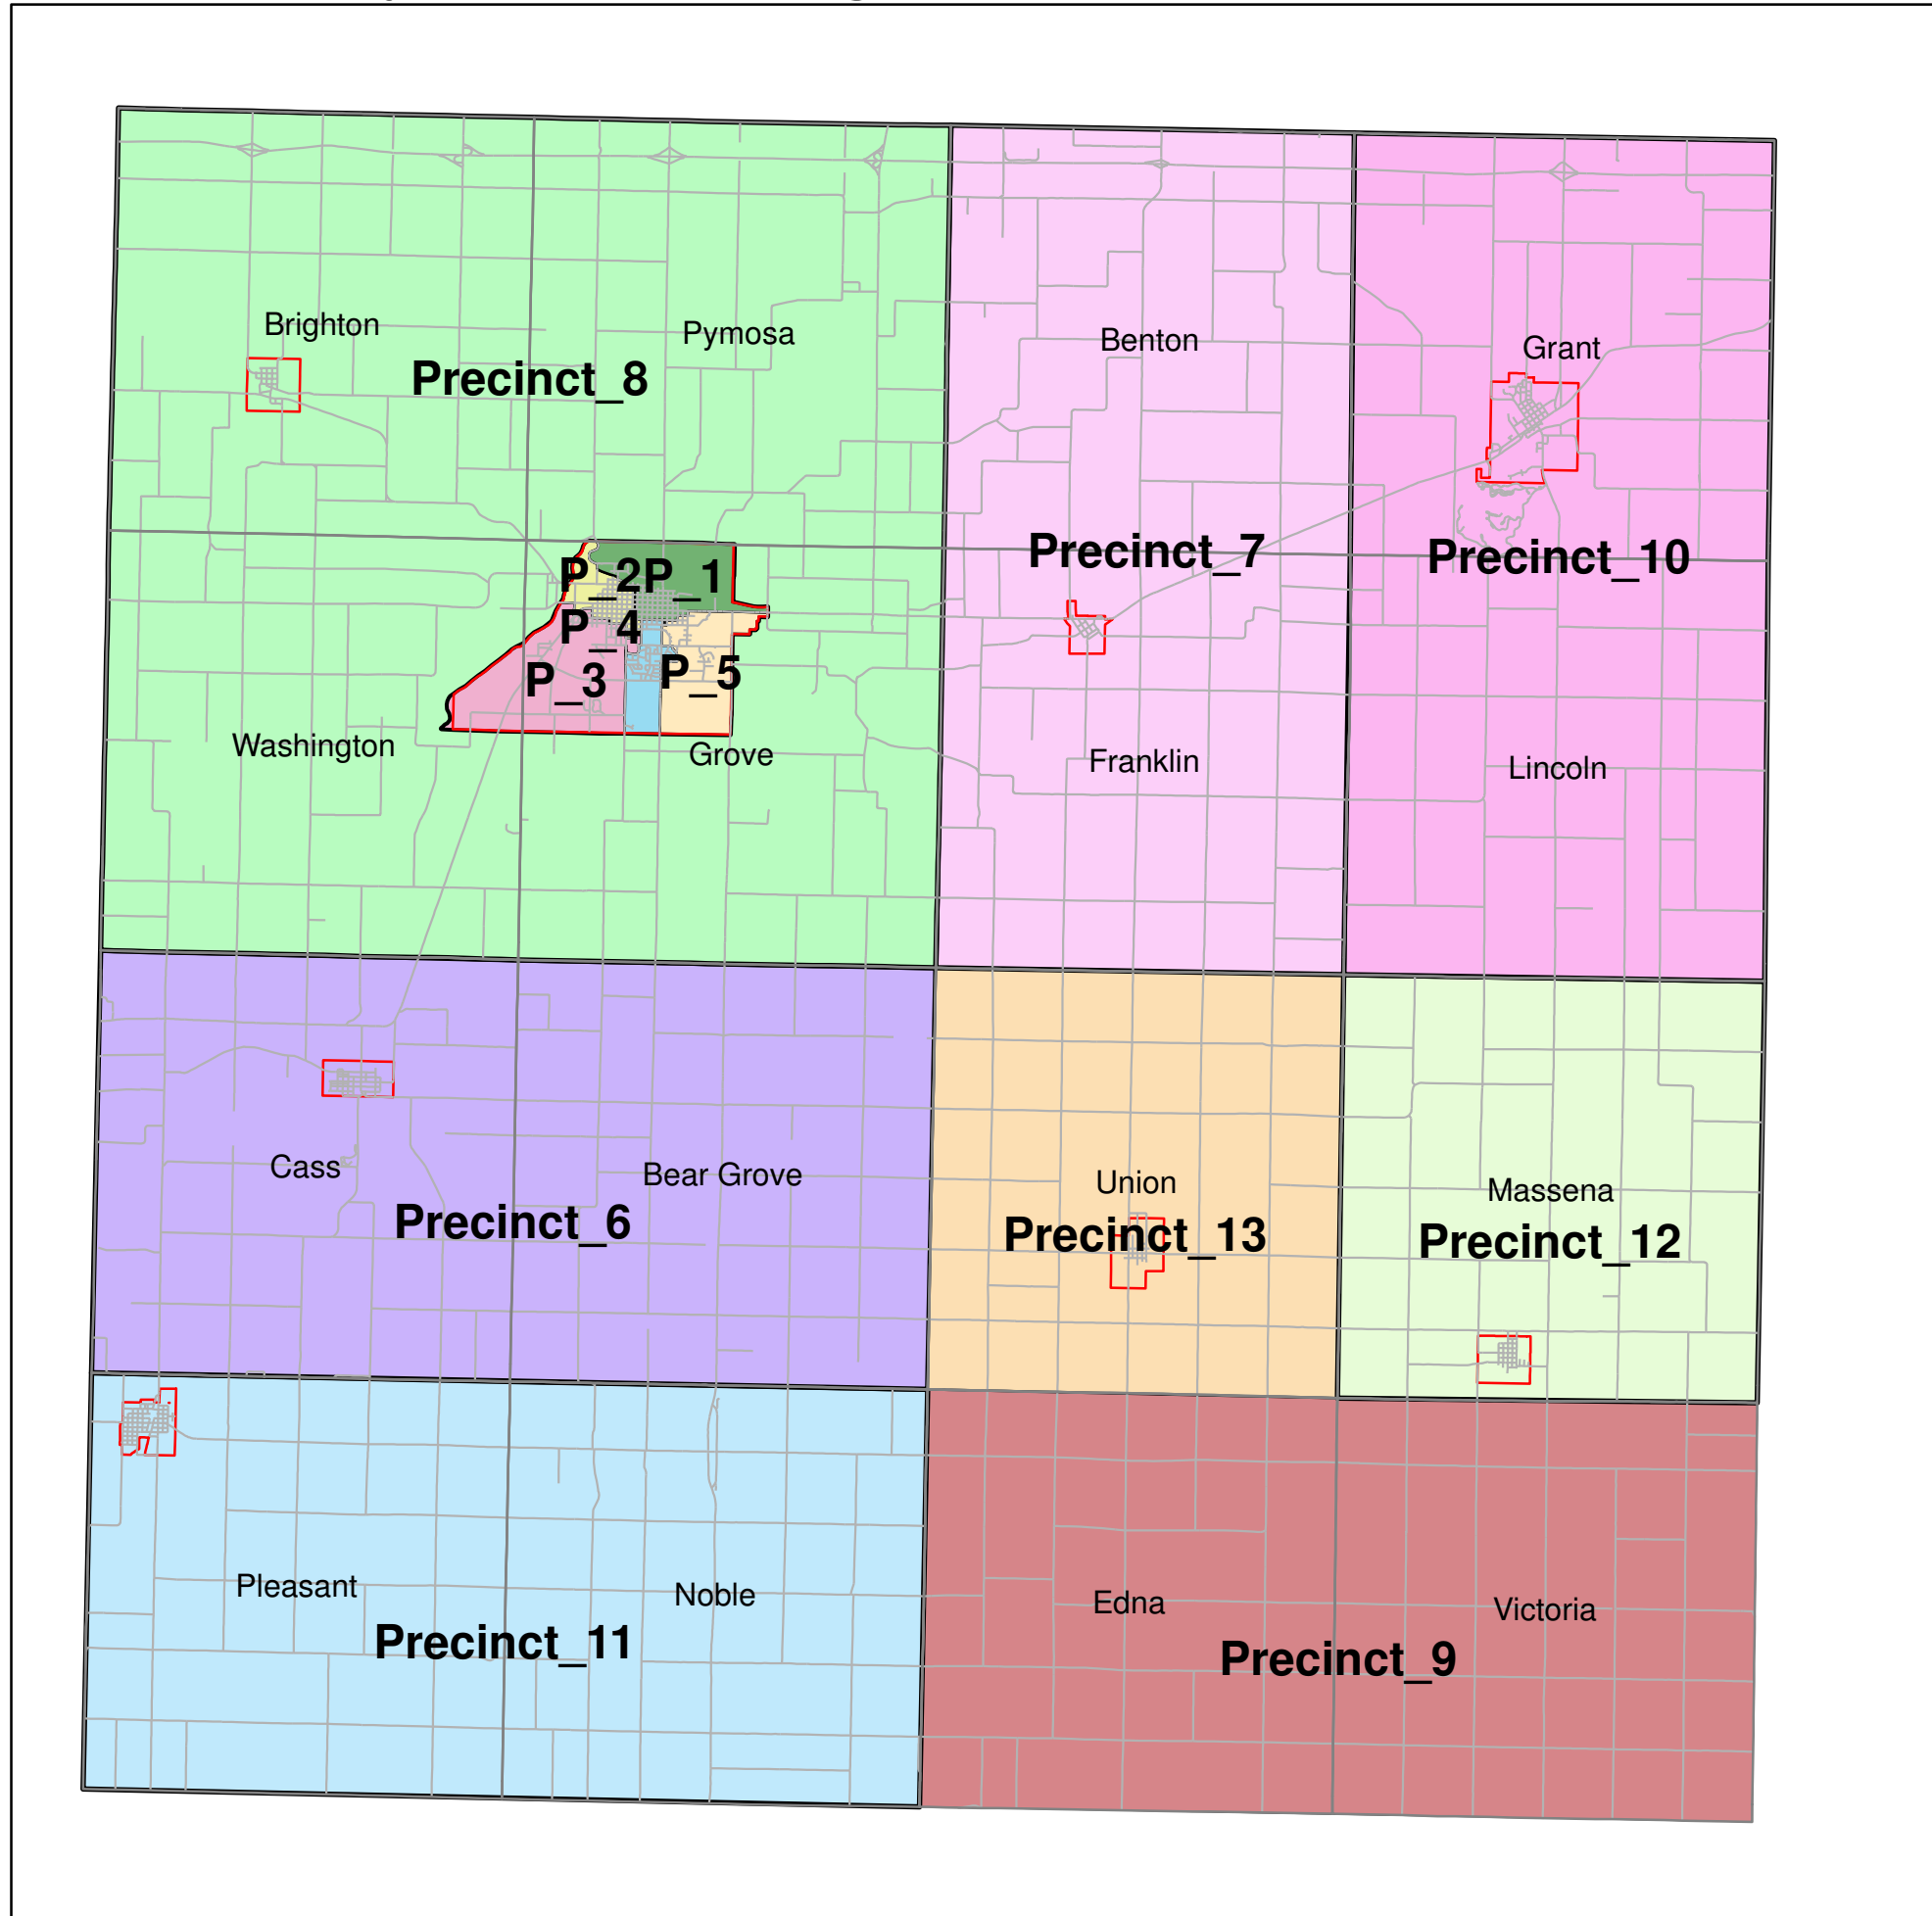 Brighton
Pymosa
Benton
Grant
Precinct_8
Precinct_7
Precinct_10
P_2
P_1
P_4
P_3
P_5
Washington
Grove
Franklin
Lincoln
Cass
Bear Grove
Union
Massena
Precinct_6
Precinct_13
Precinct_12
Pleasant
Noble
Edna
Victoria
Precinct_11
Precinct_9